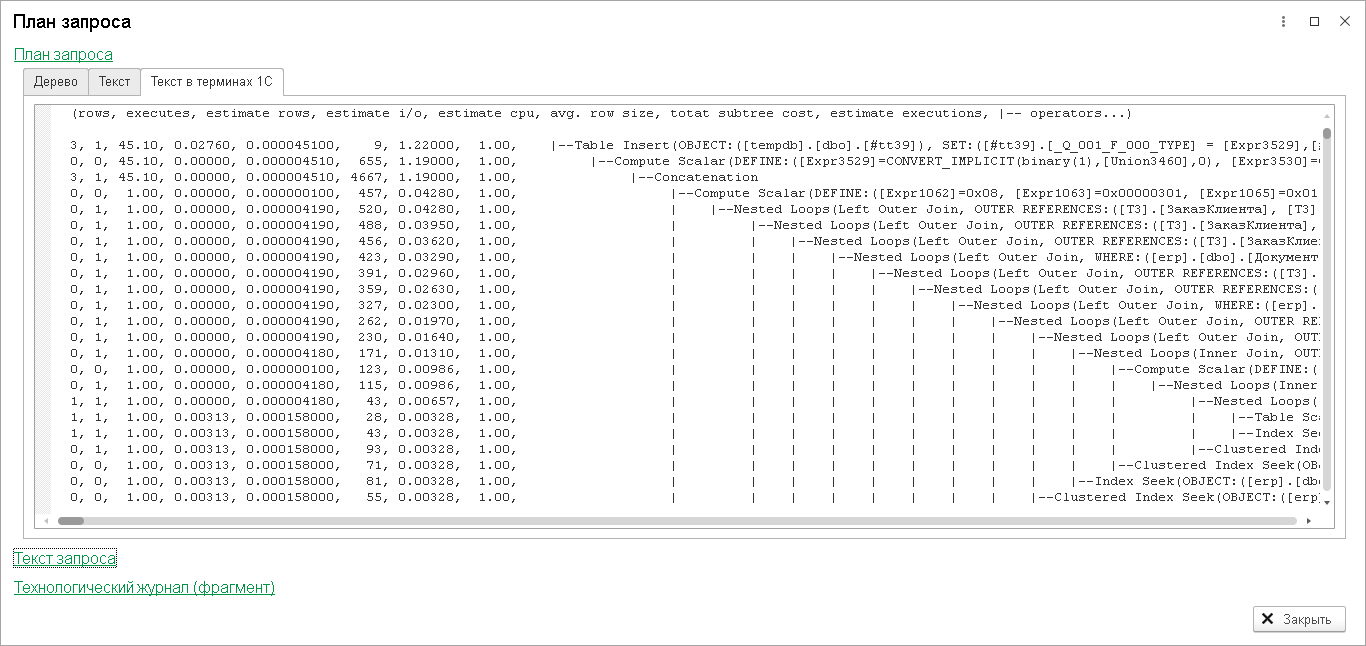 План запроса
План запроса
Дерево Текст Текст в терминах 1С
(rows, executes, estimate rows, estimate i/o, estimate cpu, avg. row size, totat subtree cost, estimate executions, |-- operators...)
3, 1, 45.10, 0.02760, 0.000045100, 9, 1.22000, 1.00, |--Table Insert(OBJECT:([tempdb].[dbo].[#tt39]), SET:([#tt39].[_Q_001_F_000_TYPE] = [Expr3529],[#
0, 0, 45.10, 0.00000, 0.000004510, 655, 1.19000, 1.00, |--Compute Scalar(DEFINE:([Expr3529]=CONVERT_IMPLICIT(binary(1),[Union3460],0), [Expr3530]=
3, 1, 45.10, 0.00000, 0.000004510, 4667, 1.19000, 1.00, |--Concatenation
0, 0, 1.00, 0.00000, 0.000000100, 457, 0.04280, 1.00, |--Compute Scalar(DEFINE:([Expr1062]=0x08, [Expr1063]=0x00000301, [Expr1065]=0x01
0, 1, 1.00, 0.00000, 0.000004190, 520, 0.04280, 1.00, | |--Nested Loops(Left Outer Join, OUTER REFERENCES:([T3].[ЗаказКлиента], [T3]
0, 1, 1.00, 0.00000, 0.000004190, 488, 0.03950, 1.00, | |--Nested Loops(Left Outer Join, OUTER REFERENCES:([T3].[ЗаказКлиента],
0, 1, 1.00, 0.00000, 0.000004190, 456, 0.03620, 1.00, | | |--Nested Loops(Left Outer Join, OUTER REFERENCES:([T3].[ЗаказКлие
0, 1, 1.00, 0.00000, 0.000004190, 423, 0.03290, 1.00, | | | |--Nested Loops(Left Outer Join, WHERE:([erp].[dbo].[Документ
0, 1, 1.00, 0.00000, 0.000004190, 391, 0.02960, 1.00, | | | | |--Nested Loops(Left Outer Join, OUTER REFERENCES:([T3].
0, 1, 1.00, 0.00000, 0.000004190, 359, 0.02630, 1.00, | | | | | |--Nested Loops(Left Outer Join, OUTER REFERENCES:(
0, 1, 1.00, 0.00000, 0.000004190, 327, 0.02300, 1.00, | | | | | | |--Nested Loops(Left Outer Join, WHERE:([erp].
0, 1, 1.00, 0.00000, 0.000004190, 262, 0.01970, 1.00, | | | | | | | |--Nested Loops(Left Outer Join, OUTER RE
0, 1, 1.00, 0.00000, 0.000004190, 230, 0.01640, 1.00, | | | | | | | | |--Nested Loops(Left Outer Join, OUT
0, 1, 1.00, 0.00000, 0.000004180, 171, 0.01310, 1.00, | | | | | | | | | |--Nested Loops(Inner Join, OUT
0, 0, 1.00, 0.00000, 0.000000100, 123, 0.00986, 1.00, | | | | | | | | | | |--Compute Scalar(DEFINE:(
0, 1, 1.00, 0.00000, 0.000004180, 115, 0.00986, 1.00, | | | | | | | | | | | |--Nested Loops(Inner
1, 1, 1.00, 0.00000, 0.000004180, 43, 0.00657, 1.00, | | | | | | | | | | | |--Nested Loops(
1, 1, 1.00, 0.00313, 0.000158000, 28, 0.00328, 1.00, | | | | | | | | | | | | |--Table Sc
1, 1, 1.00, 0.00313, 0.000158000, 43, 0.00328, 1.00, | | | | | | | | | | | | |--Index Se
0, 1, 1.00, 0.00313, 0.000158000, 93, 0.00328, 1.00, | | | | | | | | | | | |--Clustered Ind
0, 0, 1.00, 0.00313, 0.000158000, 71, 0.00328, 1.00, | | | | | | | | | | |--Clustered Index Seek(OB
0, 0, 1.00, 0.00313, 0.000158000, 81, 0.00328, 1.00, | | | | | | | | | |--Index Seek(OBJECT:([erp].[dbo
0, 0, 1.00, 0.00313, 0.000158000, 55, 0.00328, 1.00, | | | | | | | | |--Clustered Index Seek(OBJECT:([erp]
Текст запроса
Технологический журнал (фрагмент)
Закрыть